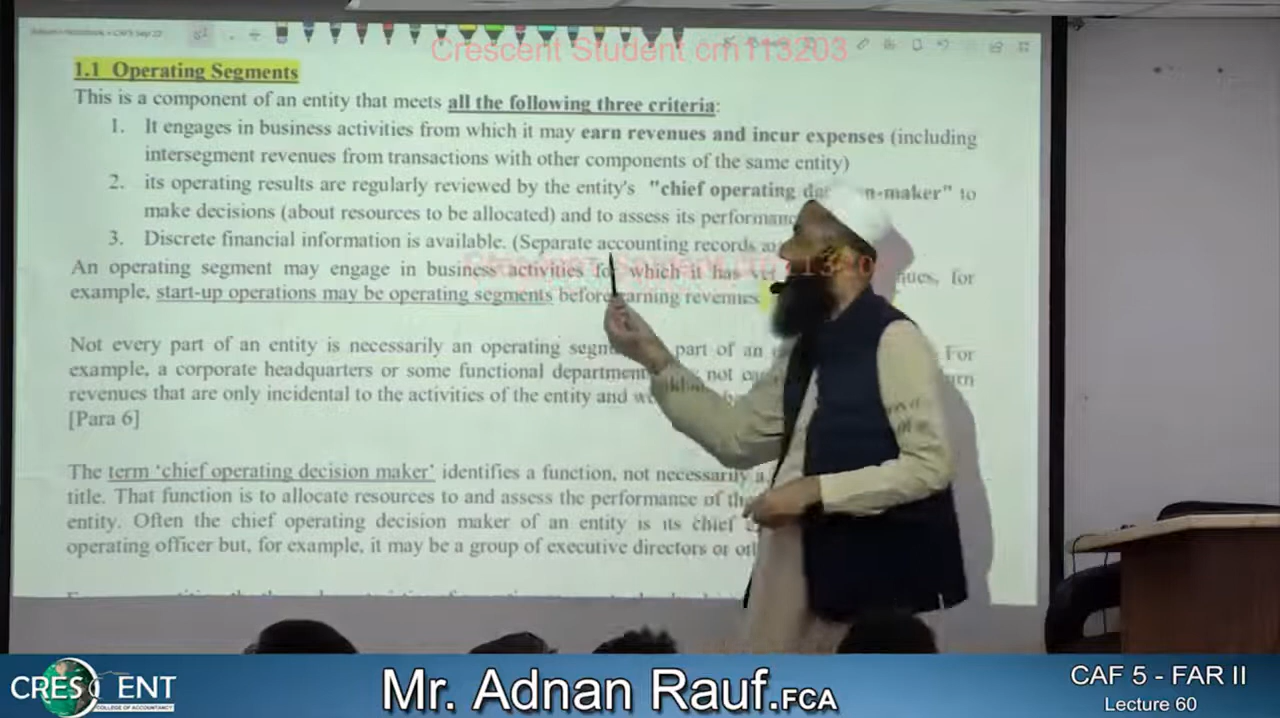 Crescent Student cm113203
1.1 Operating Segments
This is a component of an entity that meets all the following three criteria:
1. It engages in business activities from which it may earn revenues and incur expenses (including
intersegment revenues from transactions with other components of the same entity)
2. its operating results are regularly reviewed by the entity's "chief operating
to
make decisions (about resources to be allocated) and to assess its
3. Discrete financial information is available. (Separate accounting records
An operating segment may engage in business activities for which it has for
example, start-up operations may be operating segments before earning revenues
Not every part of an entity is necessarily an operating part of an For
example, a corporate headquarters or some functional not
revenues that are only incidental to the activities of the entity and
[Para 6]
The term ‘chief operating decision maker’ identifies a function, not necessarily a
title. That function is to allocate resources to and assess the performance of
entity. Often the chief operating decision maker of an entity is its chief
operating officer but, for example, it may be a group of executive directors or
CRESCENT
COLLEGE OF ACCOUNTANCY
Mr. Adnan Rauf.FCA
CAF 5 - FAR II
Lecture 60